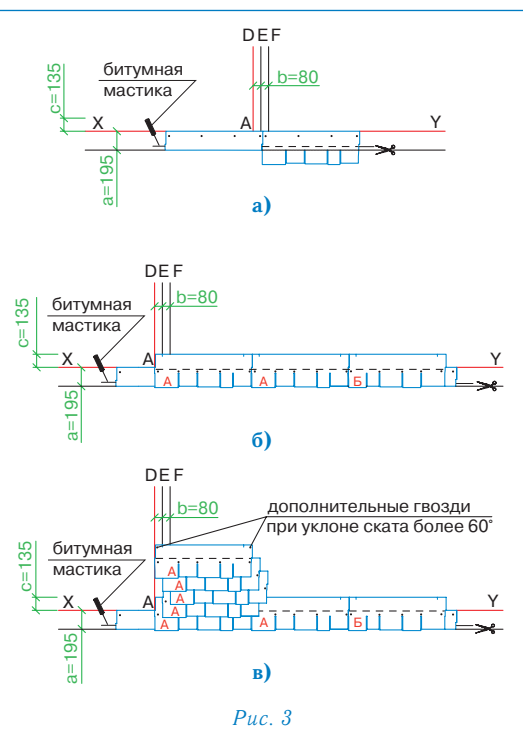 D E F
c=135
битумная
мастика
b=80
X
A
Y
a=195
а)
D E F
c=135
битумная
мастика
b=80
X
A
Y
a=195
А
А
Б
б)
D E F
b=80
дополнительные гвозди
при уклоне ската более 60°
c=135
битумная
мастика
А
А
А
А
X
A
Y
a=195
А
А
Б
в)
Рис. 3